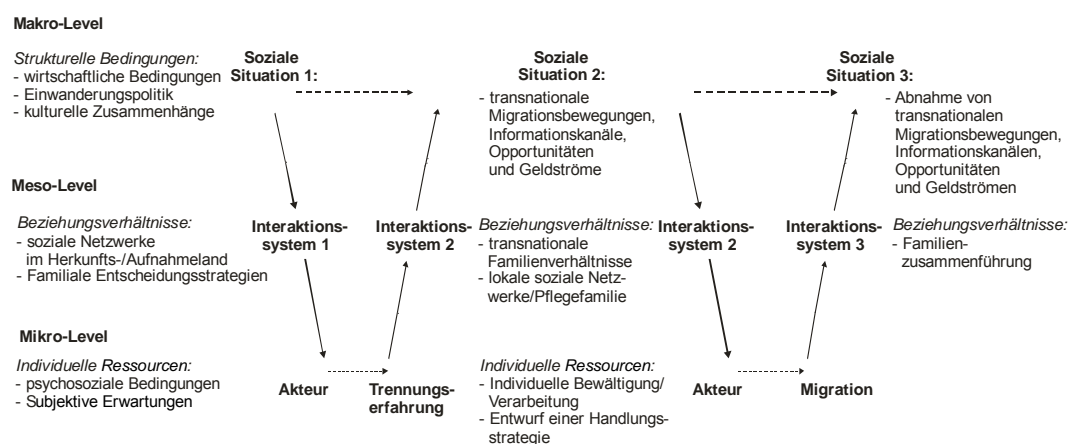 Makro-Level
Strukturelle Bedingungen:
- wirtschaftliche Bedingungen
- Einwanderungspolitik
- kulturelle Zusammenhänge
Soziale
Situation 1:
Soziale
Situation 2:
- transnationale
Migrationsbewegungen,
Informationskanäle,
Opportunitäten
und Geldströme
Soziale
Situation 3:
- Abnahme von
transnationalen
Migrationsbewegungen,
Informationskanälen,
Opportunitäten
und Geldströmen
Meso-Level
Beziehungsverhältnisse:
- soziale Netzwerke
im Herkunfts-/Aufnahmeland
- Familiale Entscheidungsstrategien
Interaktions-
system 1
Interaktions-
system 2
Beziehungsverhältnisse:
- transnationale
Familienverhältnisse
- lokale soziale Netz-
werke/Pflegefamilie
Interaktions-
system 2
Interaktions-
system 3
Beziehungsverhältnisse:
- Familien-
zusammenführung
Mikro-Level
Individuelle Ressourcen:
- psychosoziale Bedingungen
- Subjektive Erwartungen
Akteur
Trennungs-
erfahrung
Individuelle Ressourcen:
- Individuelle Bewältigung/
Verarbeitung
- Entwurf einer Handlungs-
strategie
Akteur
Migration